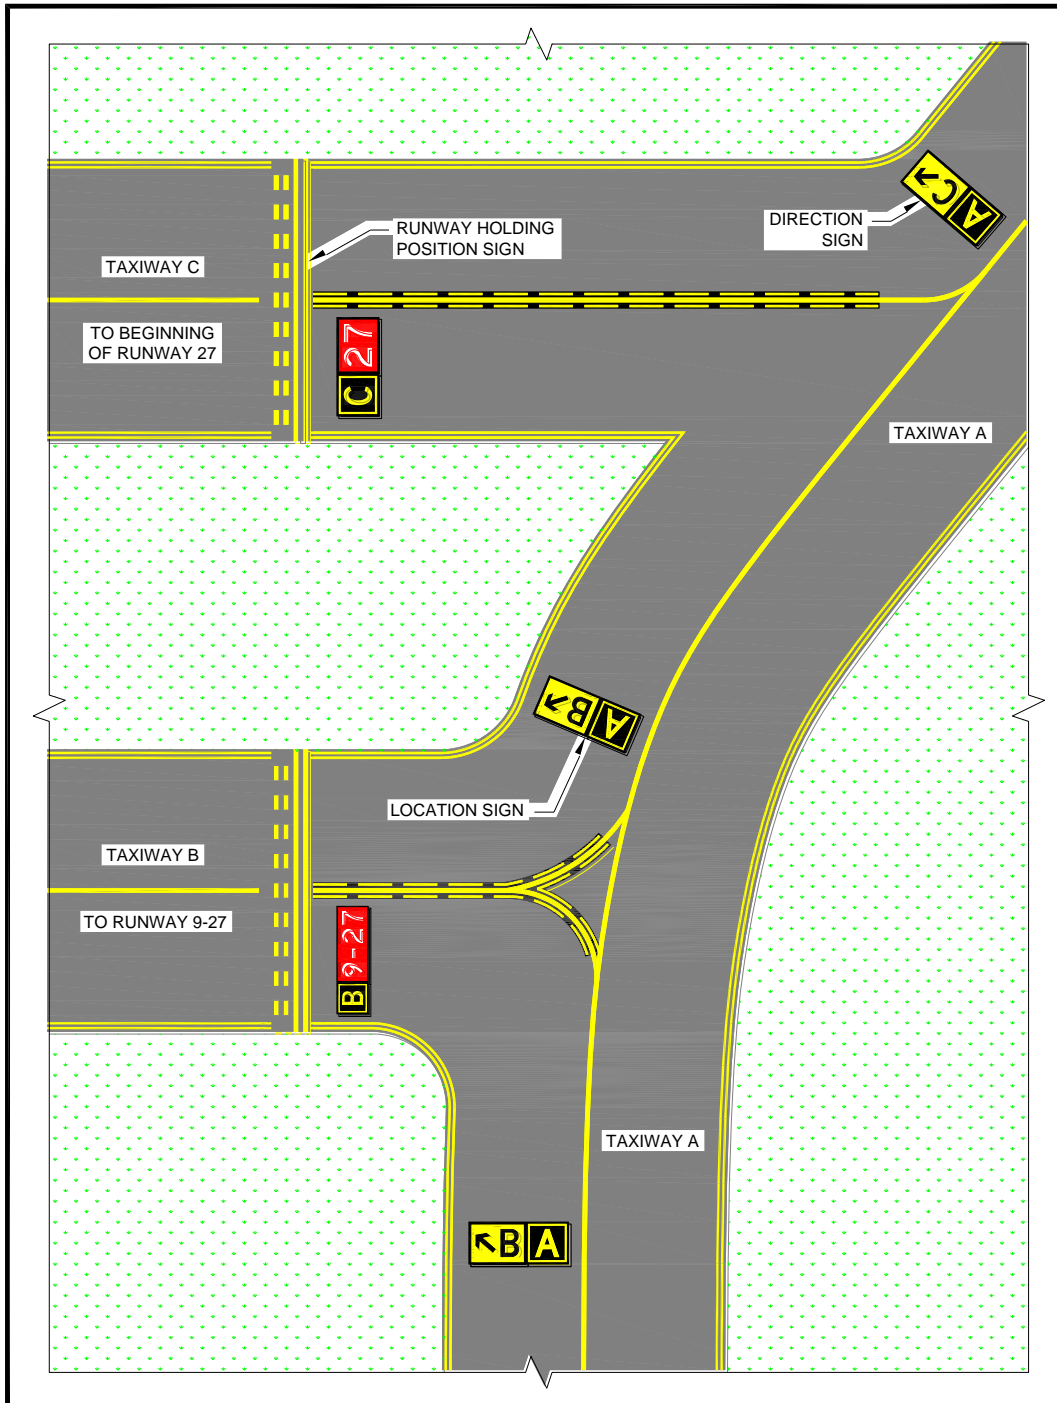 A C
DIRECTION
SIGN
RUNWAY HOLDING
POSITION SIGN
TAXIWAY C
TO BEGINNING
OF RUNWAY 27
C 27
TAXIWAY A
B A
LOCATION SIGN
TAXIWAY B
TO RUNWAY 9-27
B 9-27
TAXIWAY A
B A